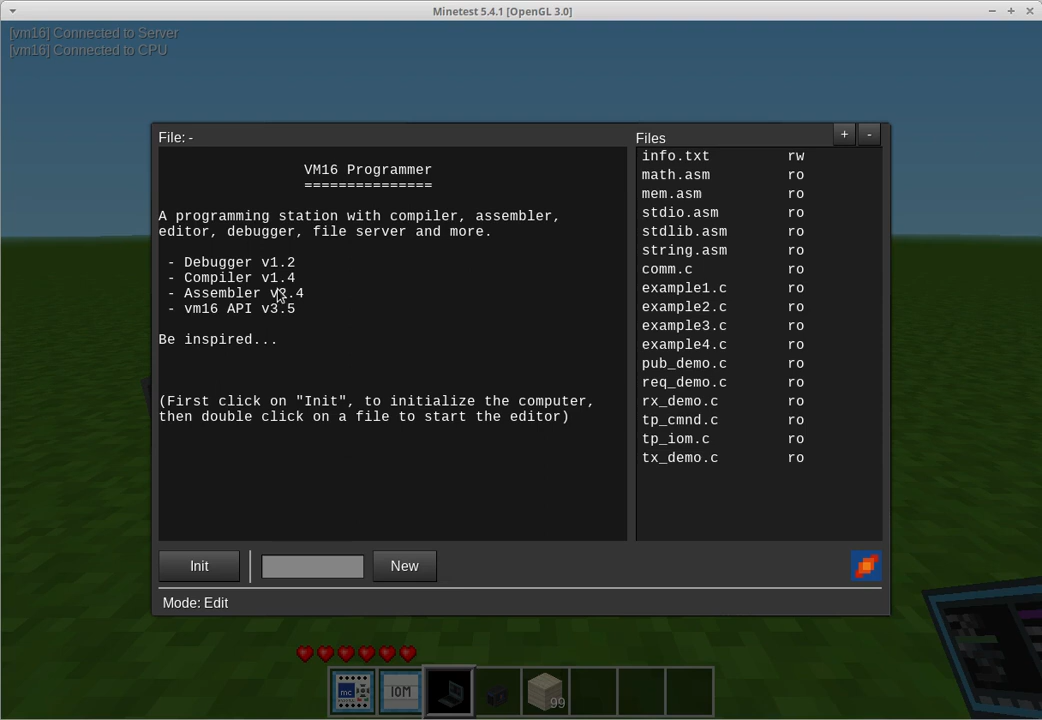 Minetest 5.4.1 [OpenGL 3.0]
[vm16] Connected to Server
[vm16] Connected to CPU
File: -
VM16 Programmer
===============
A programming station with compiler, assembler,
editor, debugger, file server and more.
- Debugger v1.2
- Compiler v1.4
- Assembler
- vm16 API v3.5
Be inspired...
(First click on "Init", to initialize the computer,
then double click on a file to start the editor)
Files
+ -
info.txt rw
math.asm ro
mem.asm ro
stdio.asm ro
stdlib.asm ro
string.asm ro
comm.c ro
example1.c ro
example2.c ro
example3.c ro
example4.c ro
pub_demo.c ro
req_demo.c ro
rx_demo.c ro
tp_cmnd.c ro
tp_iom.c ro
tx_demo.c ro
Init
New
Mode: Edit
mc
IOM
99